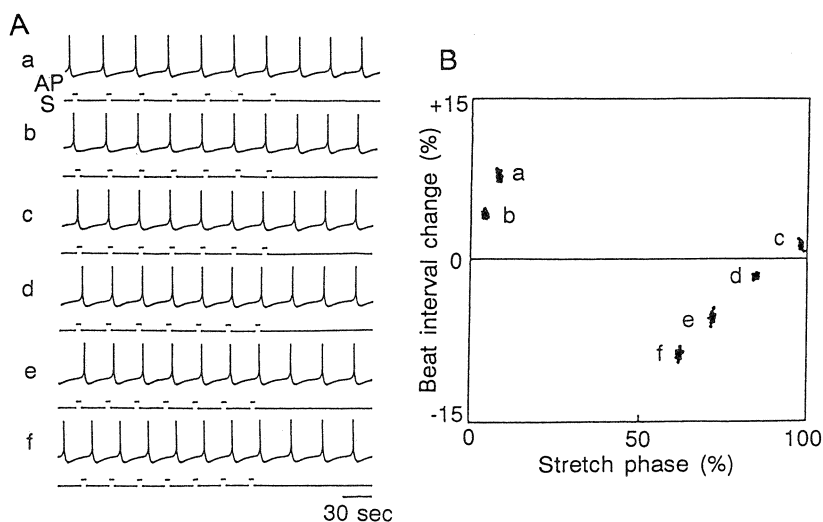 A
a
AP
S
b
c
d
e
f
30 sec
B
Beat interval change (%)
+15
0
-15
a
b
c
d
e
f
0
50
100
Stretch phase (%)